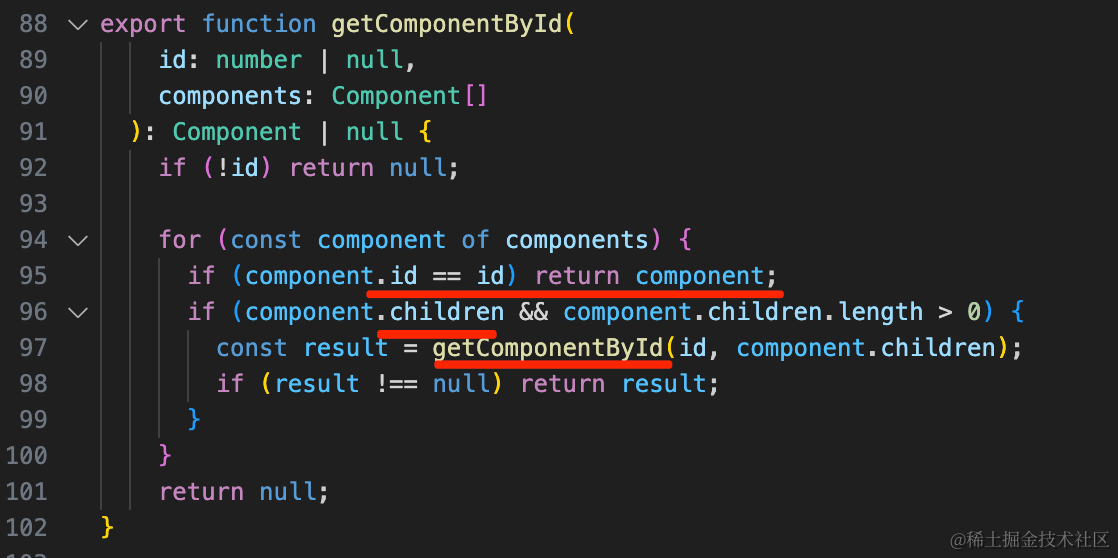 88 export function getComponentById(
89 id: number | null,
90 components: Component[]
91 ): Component | null {
92 if (!id) return null;
93
94 for (const component of components) {
95 if (component.id == id) return component;
96 if (component.children && component.children.length > 0) {
97 const result = getComponentById(id, component.children);
98 if (result !== null) return result;
99 }
100 }
101 return null;
102 }
@稀土掘金技术社区